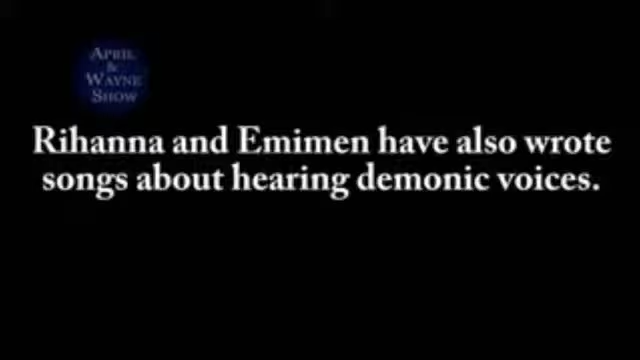 APRIL
&
WAYNE
SHOW
Rihanna and Emimen have also wrote
songs about hearing demonic voices.